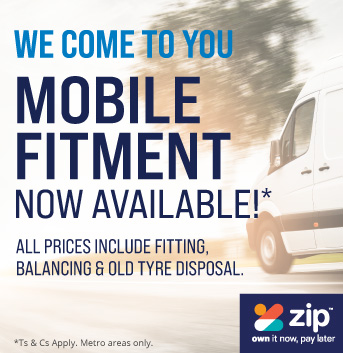 WE COME TO YOU
MOBILE
FITMENT
NOW AVAILABLE!*
ALL PRICES INCLUDE FITTING,
BALANCING & OLD TYRE DISPOSAL.
zip™
own it now, pay later
*Ts & Cs Apply. Metro areas only.